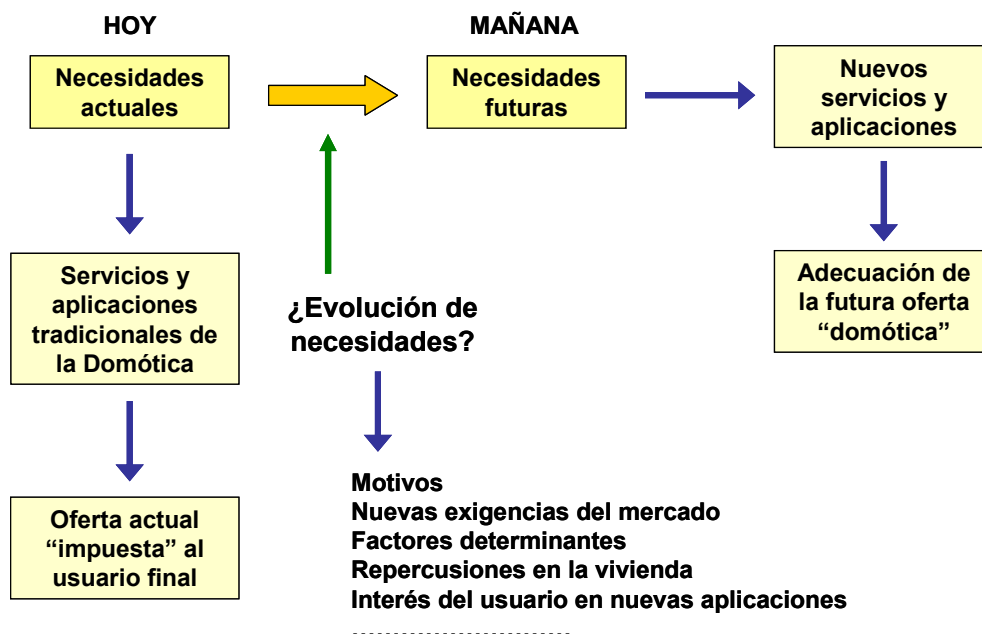 HOY
MAÑANA
Necesidades
actuales
Necesidades
futuras
Nuevos
servicios y
aplicaciones
Servicios y
aplicaciones
tradicionales de
la Domótica
¿Evolución de
necesidades?
Adecuación de
la futura oferta
“domótica”
Oferta actual
“impuesta” al
usuario final
Motivos
Nuevas exigencias del mercado
Factores determinantes
Repercusiones en la vivienda
Interés del usuario en nuevas aplicaciones
............................